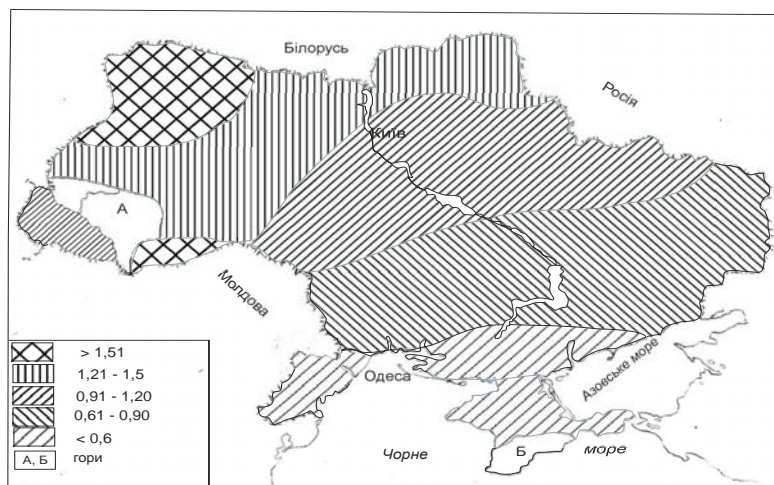 Білорусь
Росія
Київ
А
Молдова
> 1,51
1,21 - 1,5
0,91 - 1,20
0,61 - 0,90
< 0,6
А, Б гори
Одеса
Азовське море
Чорне
Б
море